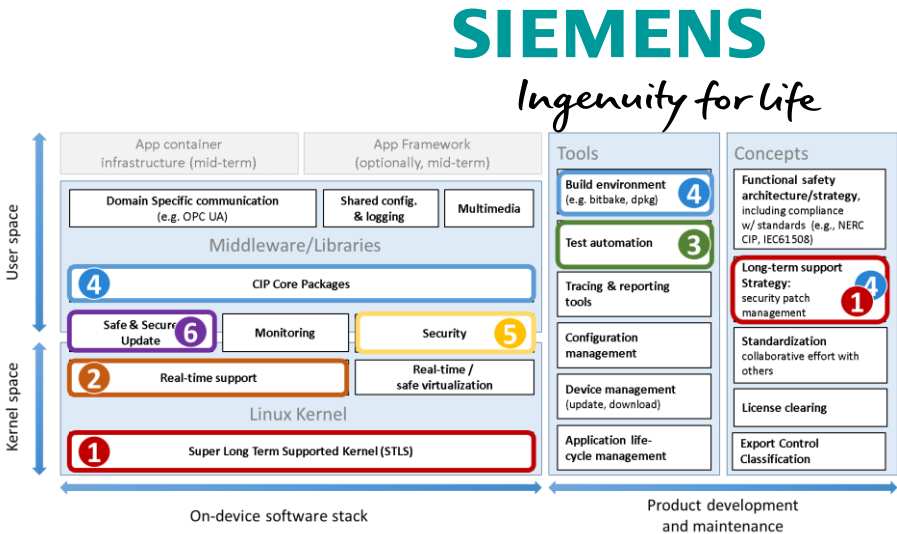 SIEMENS
Ingenuity for life
User space
Kernel space
App container
infrastructure (mid-term)
App Framework
(optionally, mid-term)
Domain Specific communication
(e.g. OPC UA)
Shared config.
& logging
Multimedia
Middleware/Libraries
4
CIP Core Packages
Safe & Secure
Update
6
Monitoring
Security
5
2
Real-time support
Real-time /
safe virtualization
Linux Kernel
1
Super Long Term Supported Kernel (STLS)
On-device software stack
Tools
Build environment
(e.g. bitbake, dpkg)
4
Test automation
3
Tracing & reporting
tools
Configuration
management
Device management
(update, download)
Application life-
cycle management
Concepts
Functional safety
architecture/strategy,
including compliance
w/ standards (e.g., NERC
CIP, IEC61508)
Long-term support
Strategy:
security patch
management
4
1
Standardization
collaborative effort with
others
License clearing
Export Control
Classification
Product development
and maintenance